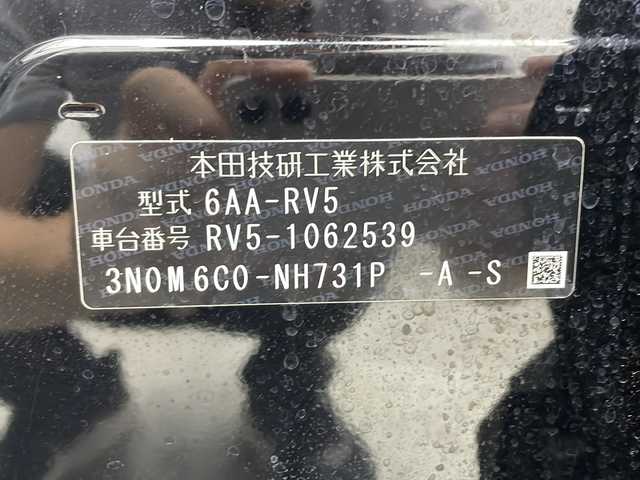 本田技研工業株式会社
型式 6AA-RV5
車台番号 RV5-1062539
3N0M6C0-NH731P -A-S